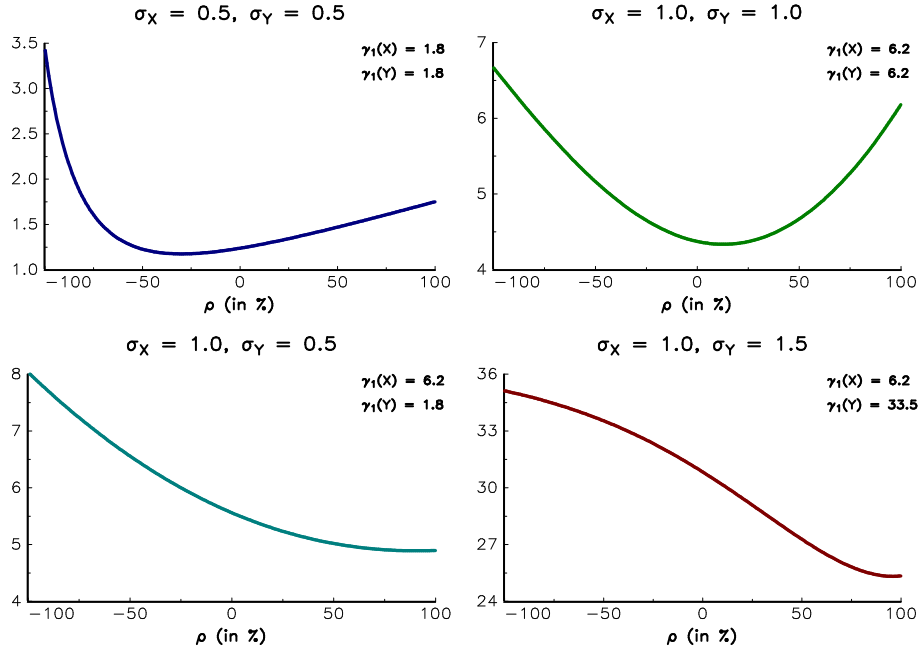 σX = 0.5, σY = 0.5
γ1(X) = 1.8
γ1(Y) = 1.8
3.5
3.0
2.5
2.0
1.5
1.0
−100
−50
0
50
100
ρ (in %)
σX = 1.0, σY = 1.0
γ1(X) = 6.2
γ1(Y) = 6.2
7
6
5
4
−100
−50
0
50
100
ρ (in %)
σX = 1.0, σY = 0.5
γ1(X) = 6.2
γ1(Y) = 1.8
8
7
6
5
4
−100
−50
0
50
100
ρ (in %)
σX = 1.0, σY = 1.5
γ1(X) = 6.2
γ1(Y) = 33.5
36
33
30
27
24
−100
−50
0
50
100
ρ (in %)